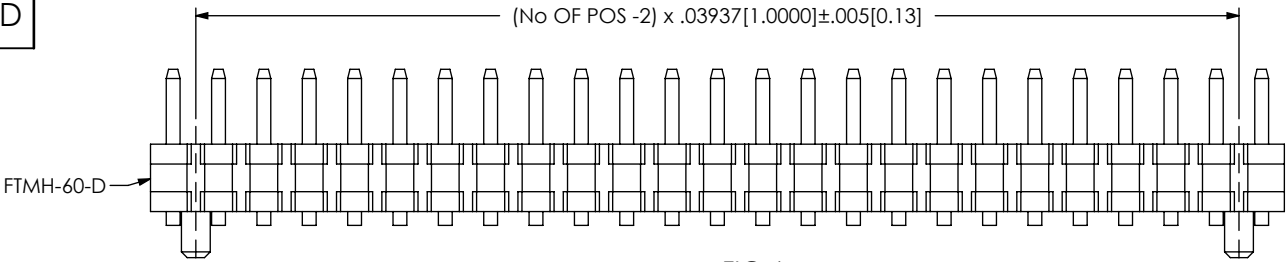 D
(No OF POS -2) x .03937[1.0000]±.005[0.13]
FTMH-60-D